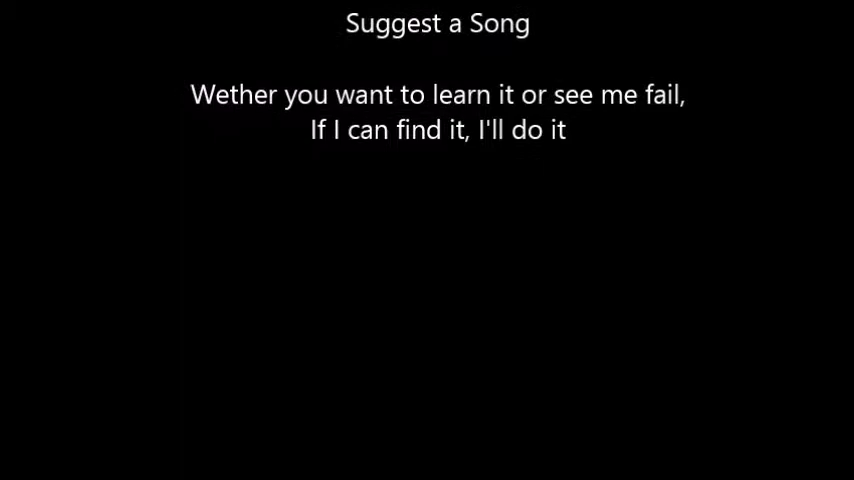 Suggest a Song
Wether you want to learn it or see me fail,
If I can find it, I'll do it